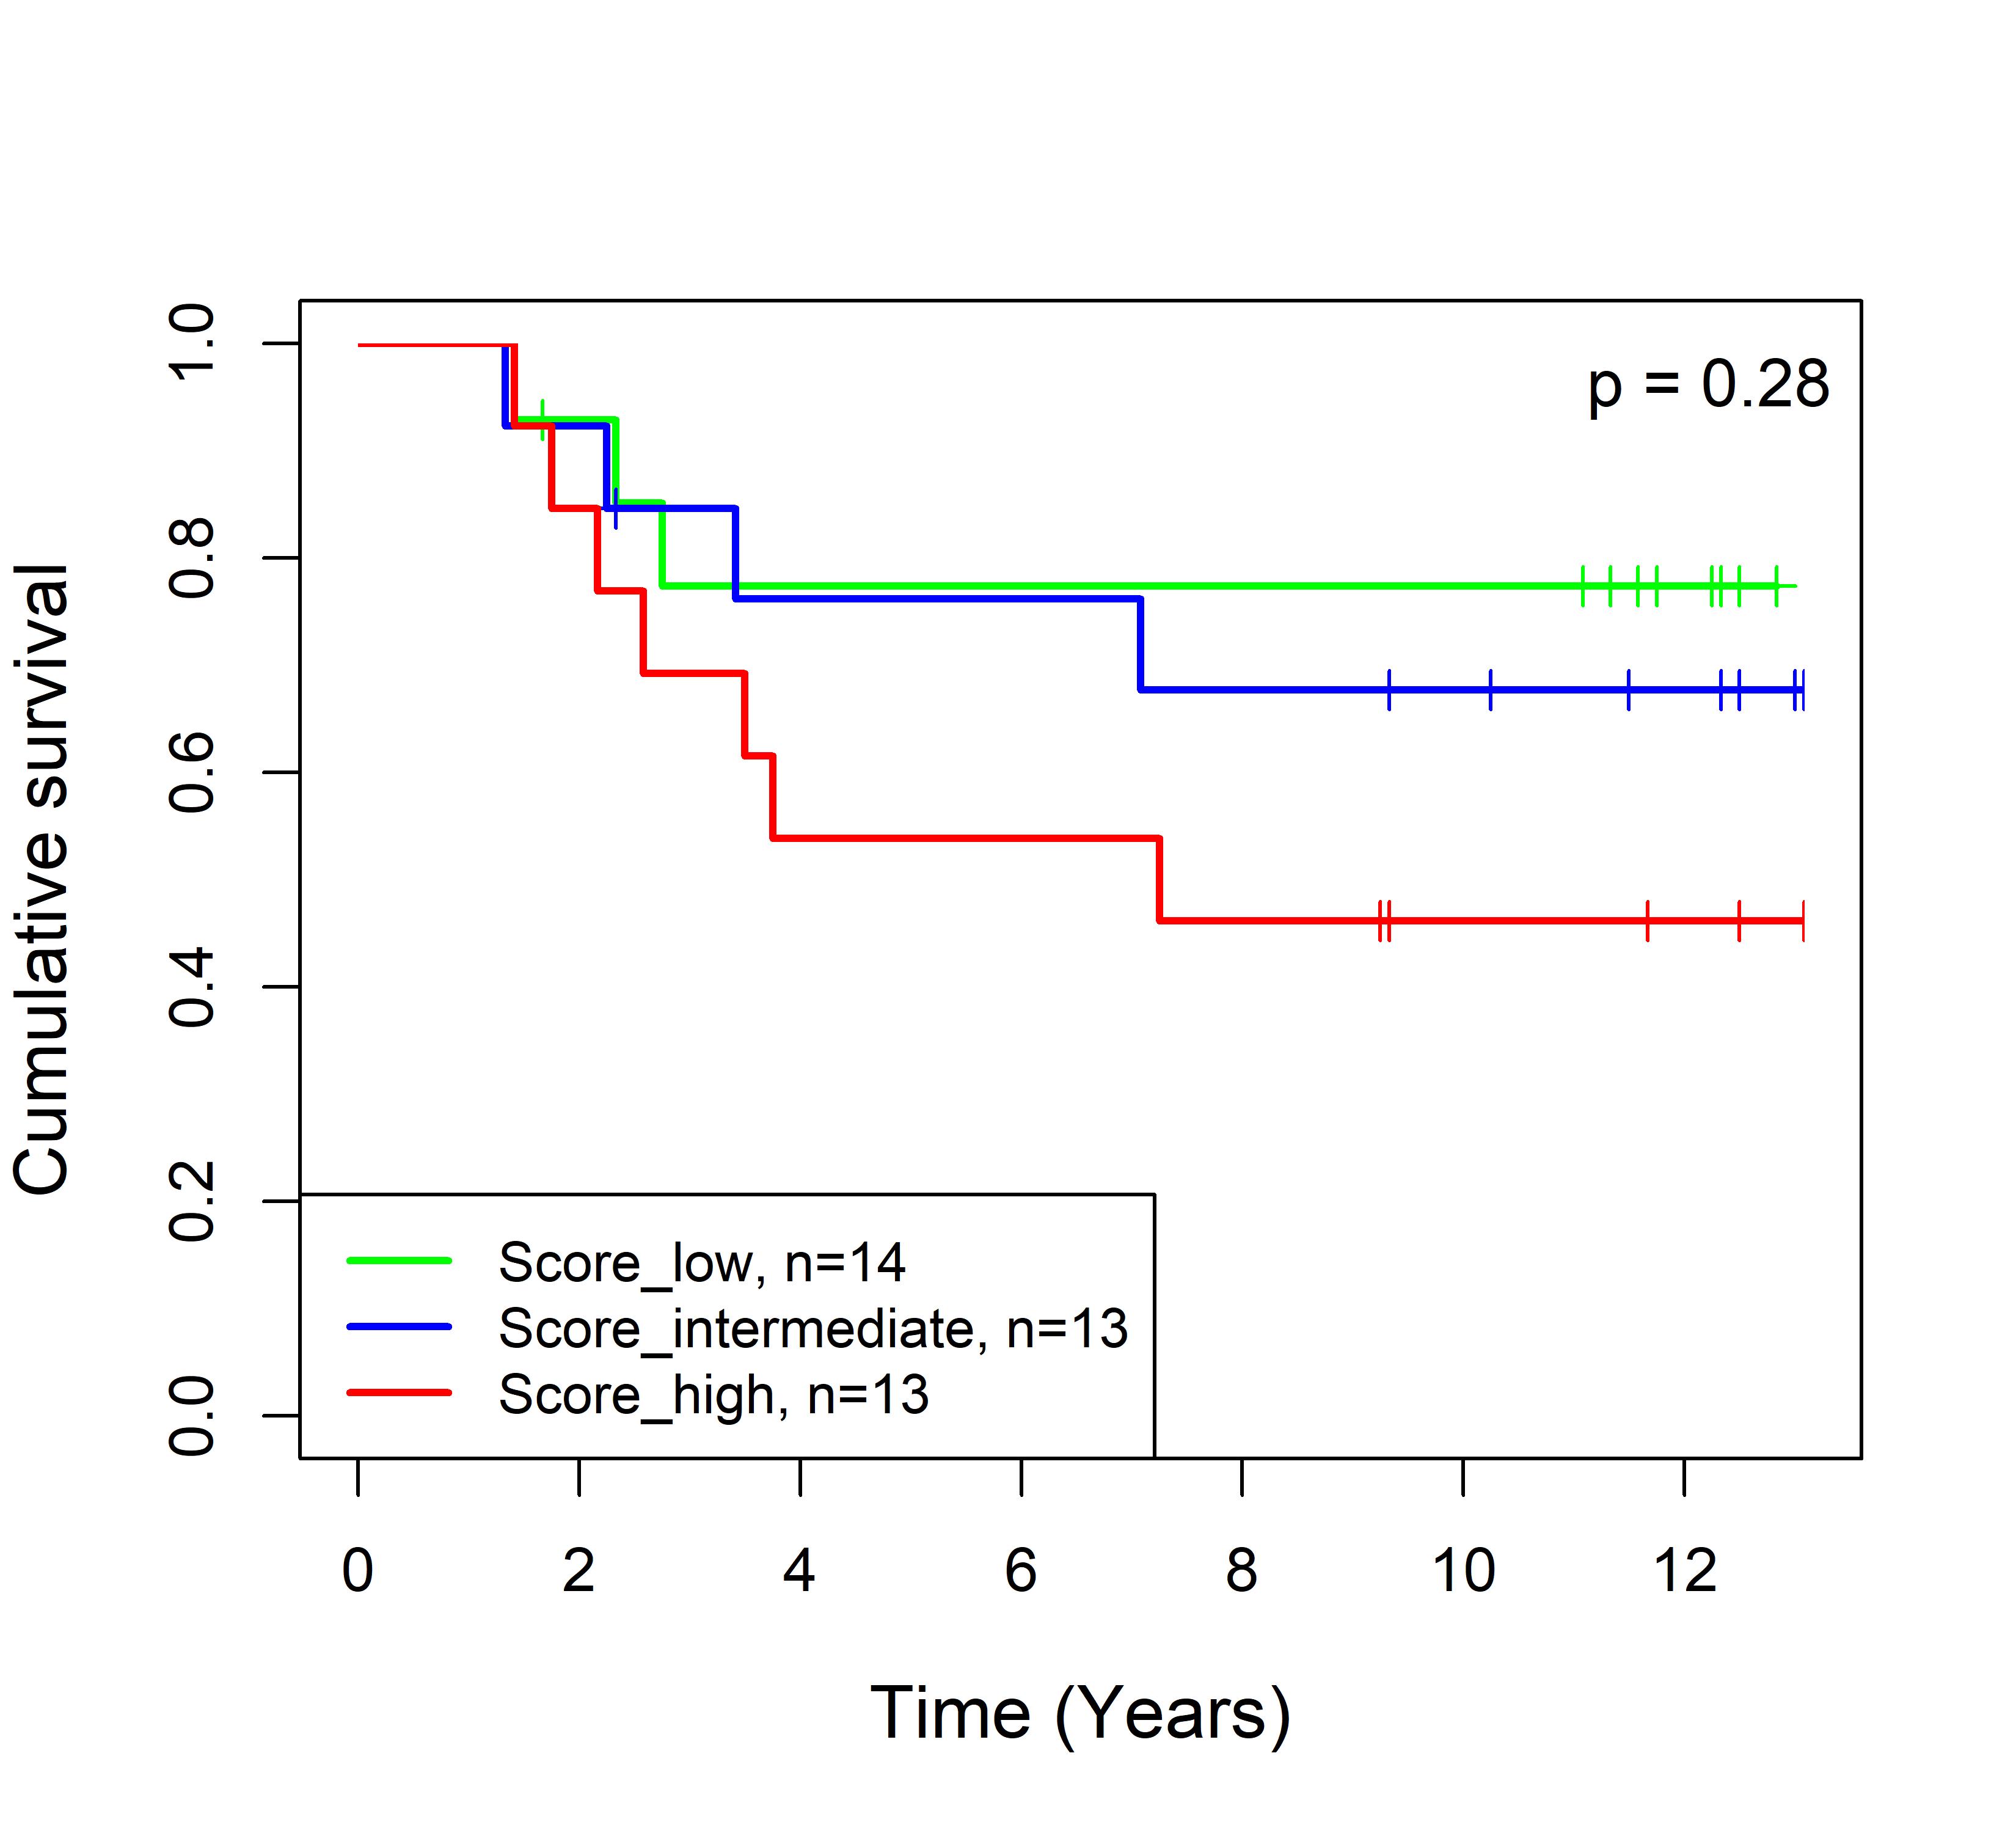 p = 0.28
Cumulative survival
1.0
0.8
0.6
0.4
0.2
0.0
Score_low, n=14
Score_intermediate, n=13
Score_high, n=13
0 2 4 6 8 10 12
Time (Years)